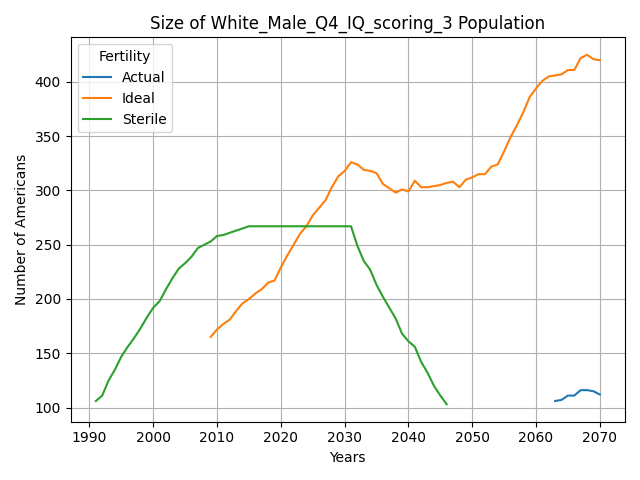 Size of White_Male_Q4_IQ_scoring_3 Population
Fertility
Actual
Ideal
Sterile
Number of Americans
400
350
300
250
200
150
100
1990
2000
2010
2020
2030
2040
2050
2060
2070
Years